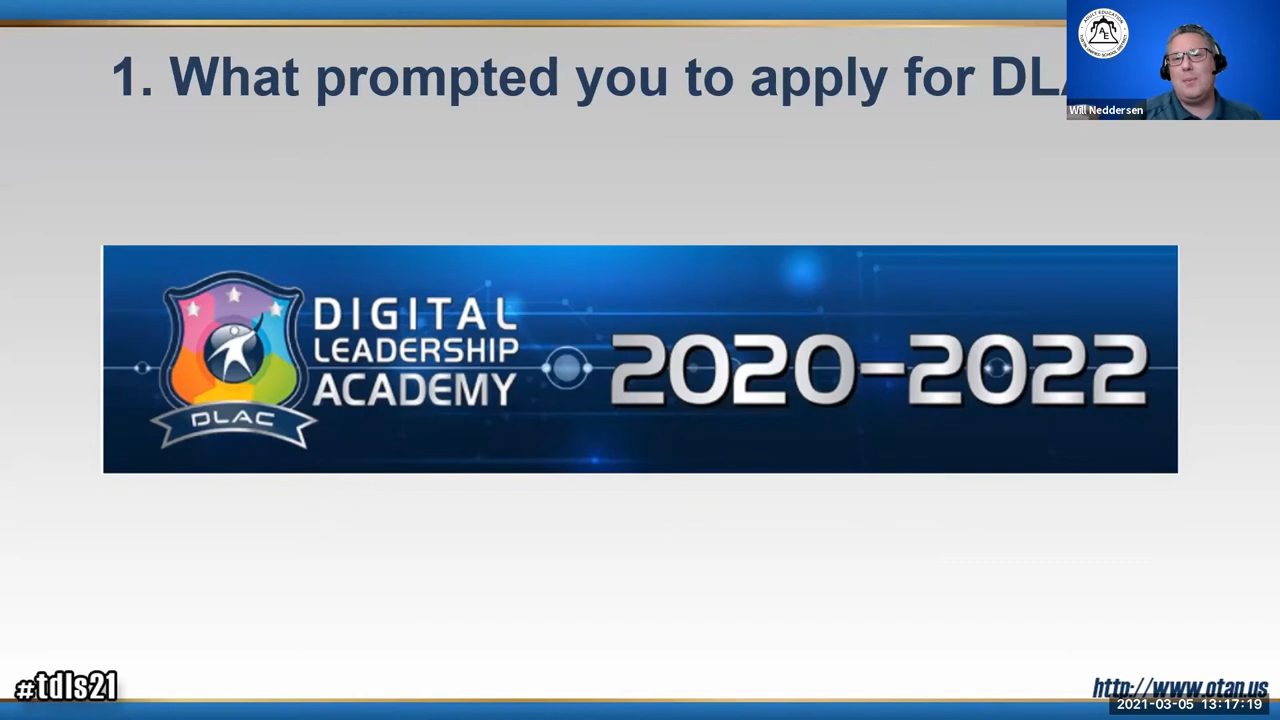 1. What prompted you to apply for DL
Will Neddersen
DIGITAL
LEADERSHIP
ACADEMY
DLAC
2020-2022
#tdls21
http://www.otan.us
2021-03-05 13:17:19